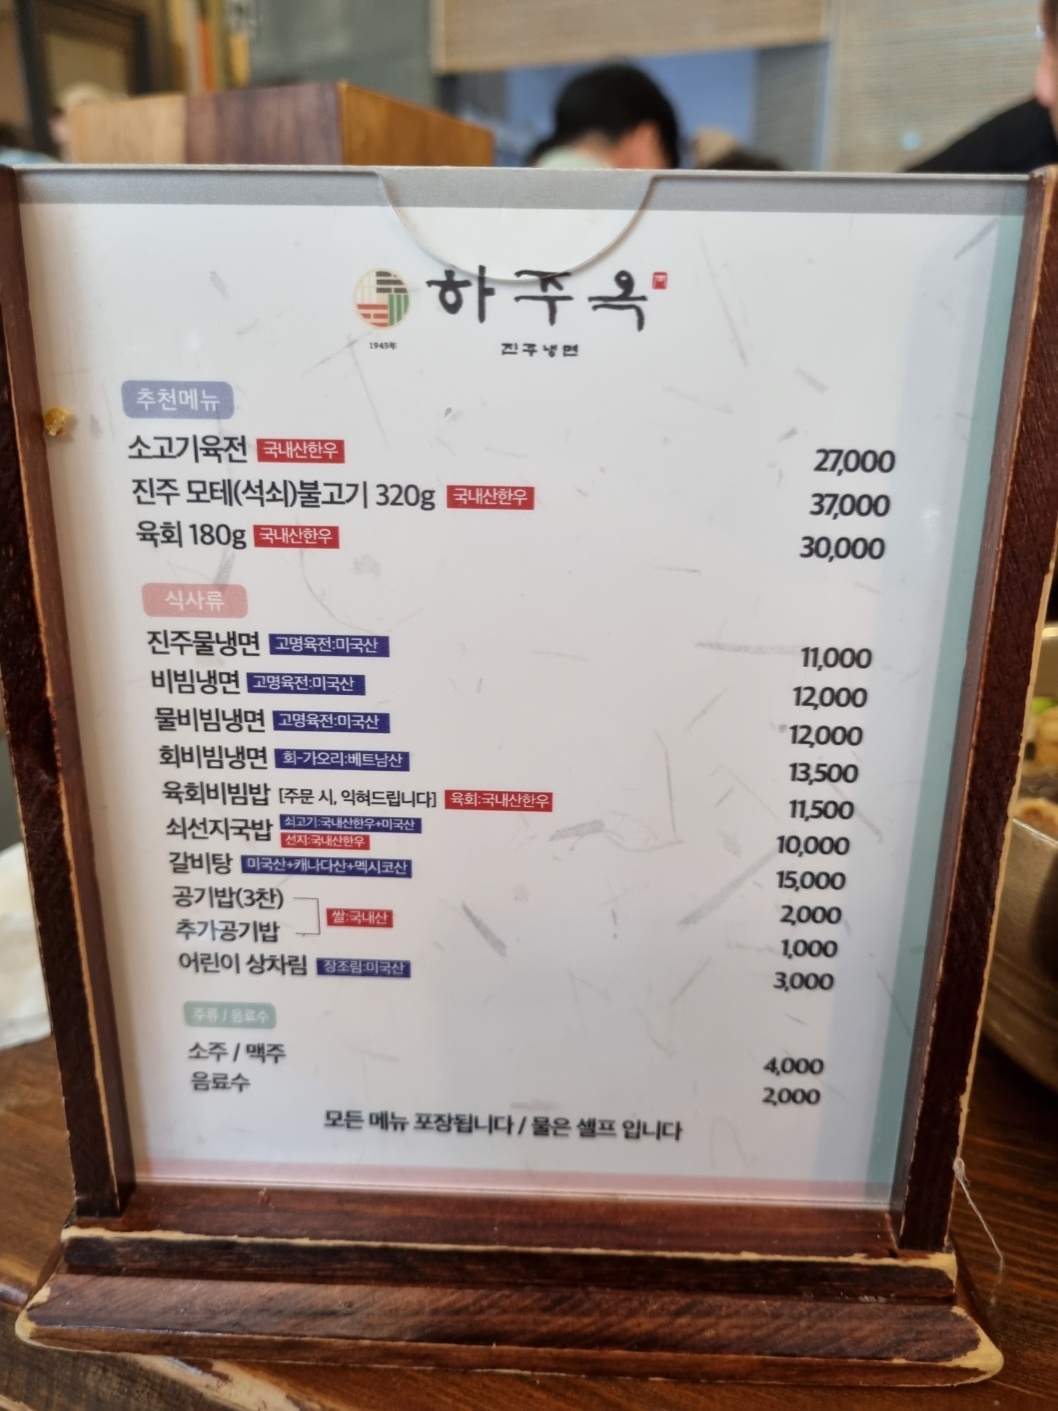 하주옥
1945年 진주냉면
추천메뉴
소고기육전 국내산한우 27,000
진주 모테(석쇠)불고기 320g 국내산한우 37,000
육회 180g 국내산한우 30,000
식사류
진주물냉면 고명육전:미국산 11,000
비빔냉면 고명육전:미국산 12,000
물비빔냉면 고명육전:미국산 12,000
회비빔냉면 회-가오리:베트남산 13,500
육회비빔밥 [주문 시, 익혀드립니다] 육회:국내산한우 11,500
쇠선지국밥 쇠고기:국내산한우+미국산 선지:국내산한우 10,000
갈비탕 미국산+캐나다산+멕시코산 15,000
공기밥(3찬) 쌀:국내산 2,000
추가공기밥 1,000
어린이 상차림 장조림:미국산 3,000
주류 / 음료수
소주 / 맥주 4,000
음료수 2,000
모든 메뉴 포장됩니다 / 물은 셀프 입니다